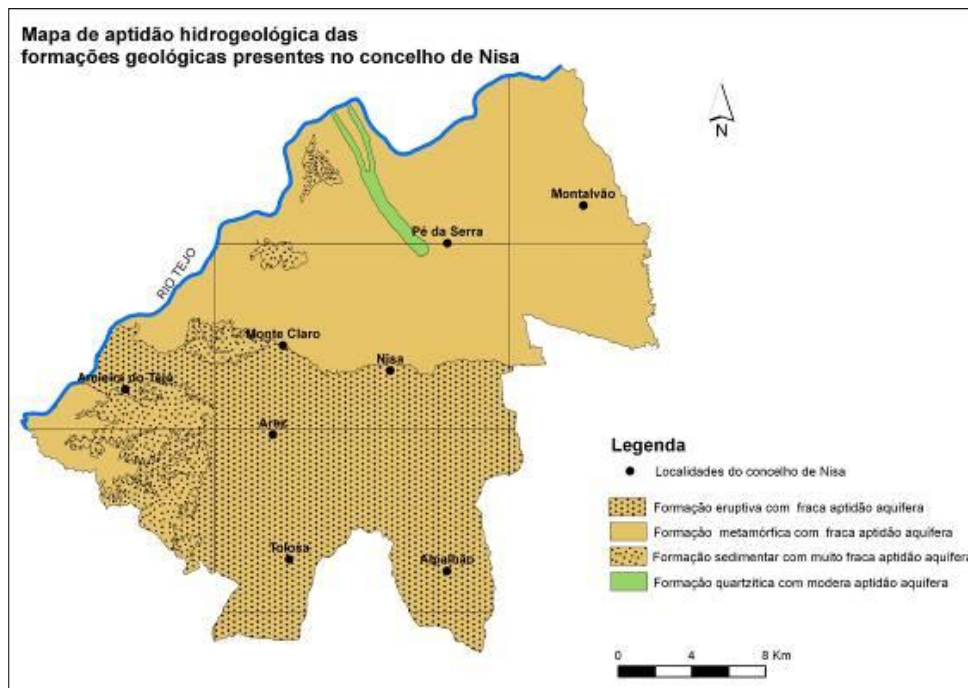 Mapa de aptidão hidrogeológica das
formações geológicas presentes no concelho de Nisa
N
Montalvão
Pé da Serra
RIO TEJO
Monte Claro
Nisa
Amieira do Tejo
Arez
Tolosa
Alpalhão
Legenda
Localidades do concelho de Nisa
Formação eruptiva com fraca aptidão aquífera
Formação metamórfica com fraca aptidão aquífera
Formação sedimentar com muito fraca aptidão aquífera
Formação quartzítica com modera aptidão aquífera
0 4 8 Km